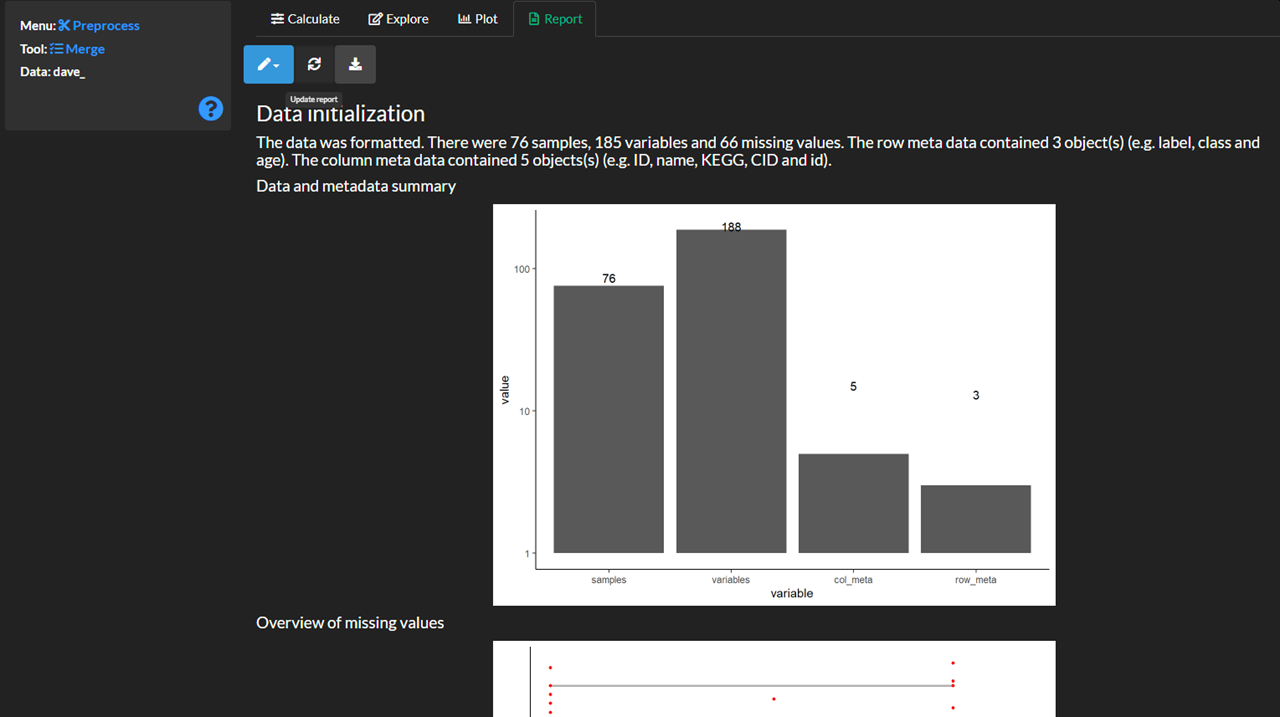 Menu: Preprocess
Tool: Merge
Data: dave_
Calculate Explore Plot Report
Update report
Data initialization
The data was formatted. There were 76 samples, 185 variables and 66 missing values. The row meta data contained 3 object(s) (e.g. label, class and
age). The column meta data contained 5 objects(s) (e.g. ID, name, KEGG, CID and id).
Data and metadata summary
188
100
76
value
5
3
10
1
samples variables col_meta row_meta
variable
Overview of missing values